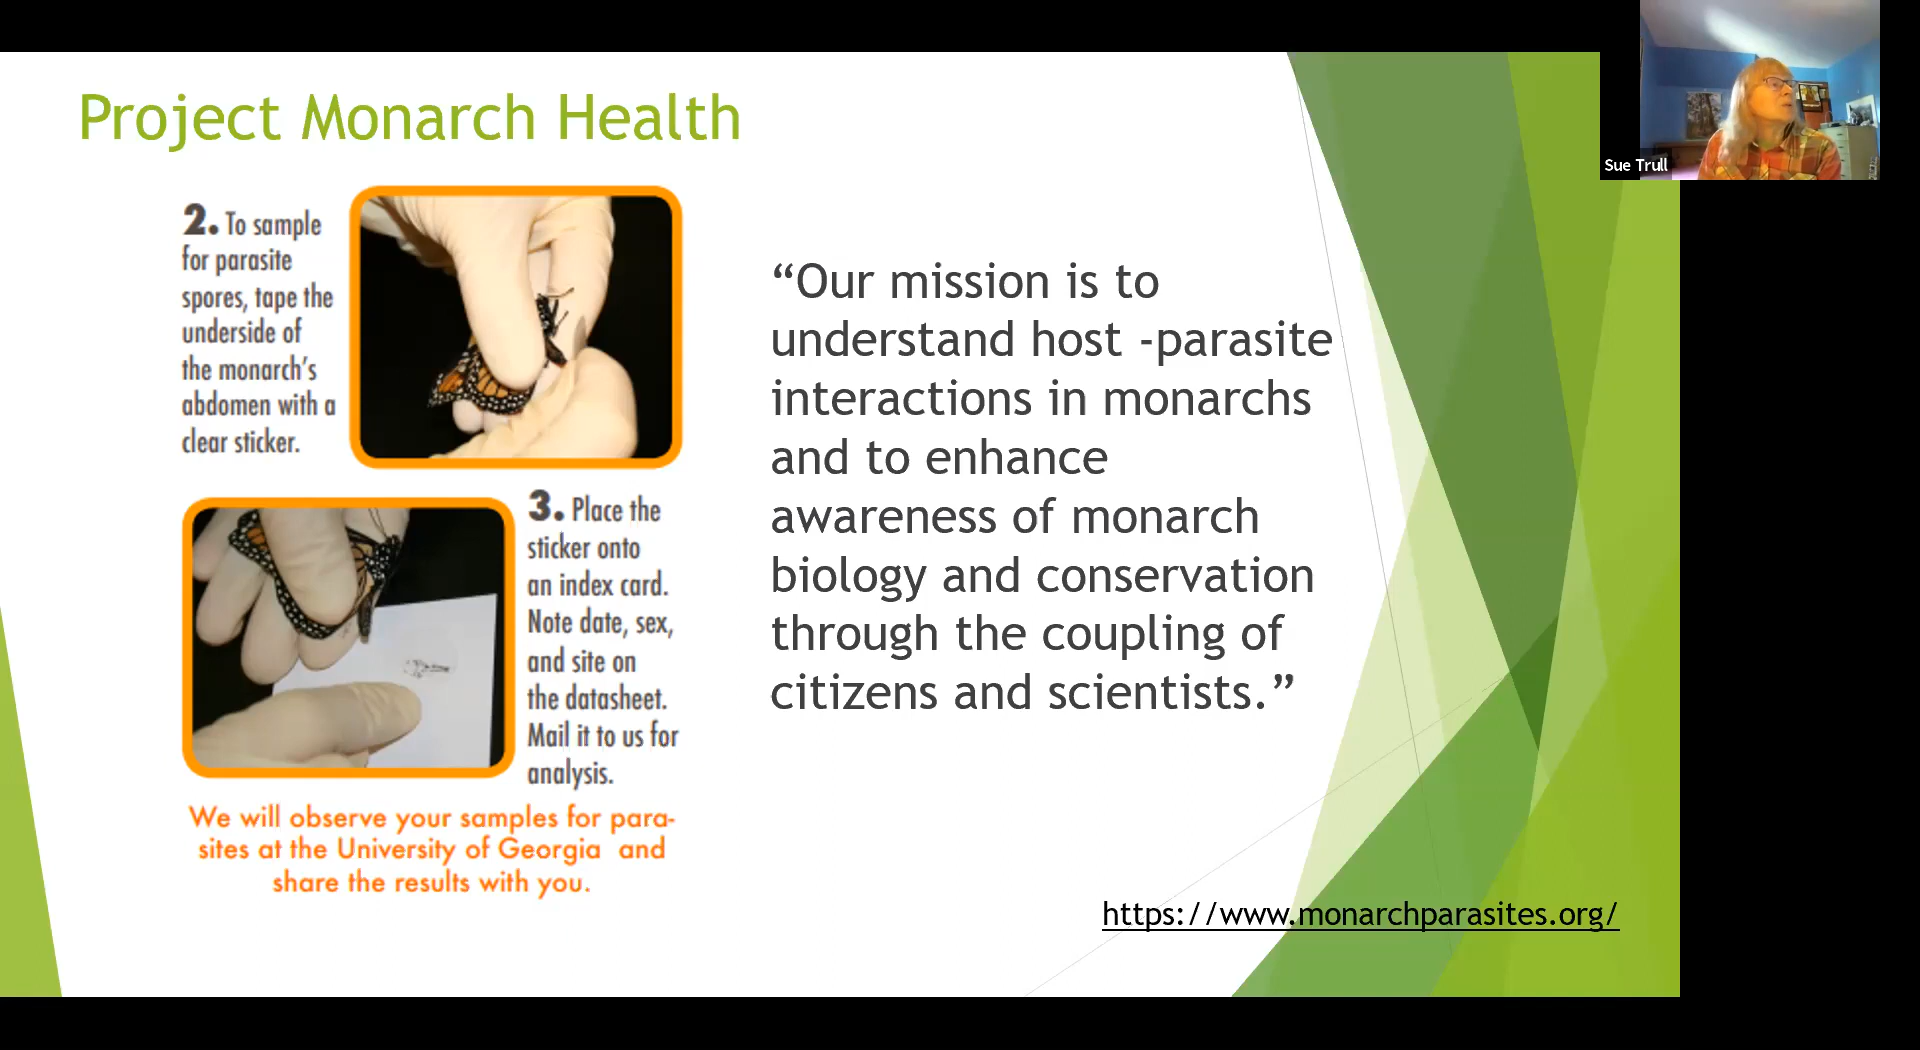 Project Monarch Health
2. To sample
for parasite
spores, tape the
underside of
the monarch's
abdomen with a
clear sticker.
3. Place the
sticker onto
an index card.
Note date, sex,
and site on
the datasheet.
Mail it to us for
analysis.
We will observe your samples for para-
sites at the University of Georgia and
share the results with you.
“Our mission is to
understand host -parasite
interactions in monarchs
and to enhance
awareness of monarch
biology and conservation
through the coupling of
citizens and scientists.”
https://www.monarchparasites.org/
Sue Trull